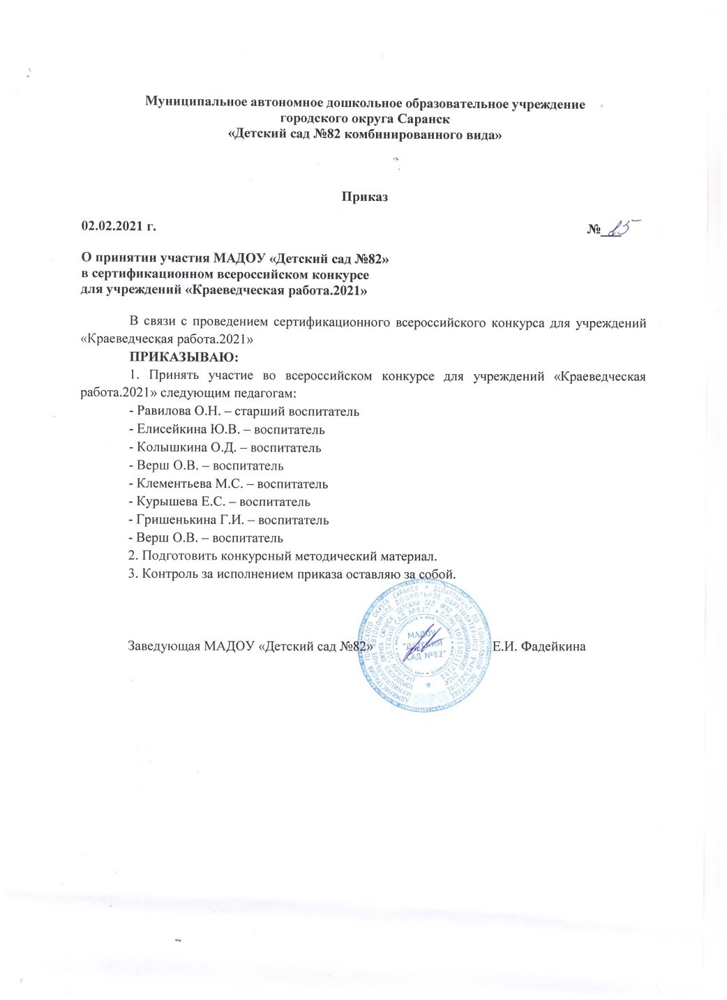 Муниципальное автономное дошкольное образовательное учреждение
городского округа Саранск
«Детский сад №82 комбинированного вида»
Приказ
02.02.2021 г.
№ 85
О принятии участия МАДОУ «Детский сад №82»
в сертификационном всероссийском конкурсе
для учреждений «Краеведческая работа.2021»
В связи с проведением сертификационного всероссийского конкурса для учреждений
«Краеведческая работа.2021»
ПРИКАЗЫВАЮ:
1. Принять участие во всероссийском конкурсе для учреждений «Краеведческая
работа.2021» следующим педагогам:
- Равилова О.Н. – старший воспитатель
- Елисейкина Ю.В. – воспитатель
- Колышкина О.Д. – воспитатель
- Верш О.В. – воспитатель
- Клементьева М.С. – воспитатель
- Курышева Е.С. – воспитатель
- Гришенькина Г.И. – воспитатель
- Верш О.В. – воспитатель
2. Подготовить конкурсный методический материал.
3. Контроль за исполнением приказа оставляю за собой.
Заведующая МАДОУ «Детский сад №82» Е.И. Фадейкина
МАДОУ
"ДЕТСКИЙ
САД №82"